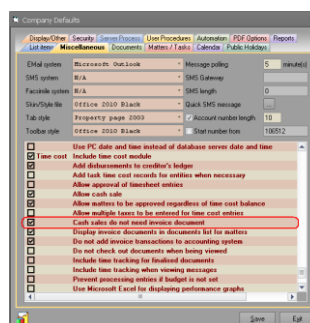 Company Defaults
Display/Other Security Server Process User Procedures Automation PDF Options Reports
List items Miscellaneous Documents Matters / Tasks Calendar Public Holidays
EMail system Microsoft Outlook Message polling 5 minute(s)
SMS system N/A SMS Gateway
Facsimile system N/A SMS length 0
Skin/Style file Office 2010 Black Quick SMS message ...
Tab style Property page 2003 Account number length 10
Toolbar style Office 2010 Black Start number from 106512
Use PC date and time instead of database server date and time
Time cost Include time cost module
Add disbursements to creditor's ledger
Add task time cost records for entities when necessary
Allow approval of timesheet entries
Allow cash sale
Allow matters to be approved regardless of time cost balance
Allow multiple taxes to be entered for time cost entries
Cash sales do not need invoice document
Display invoice documents in documents list for matters
Do not add invoice transactions to accounting system
Do not check out documents when being viewed
Include time tracking for finalised documents
Include time tracking when viewing messages
Prevent processing entries if budget is not set
Use Microsoft Excel for displaying performance graphs
Save Exit